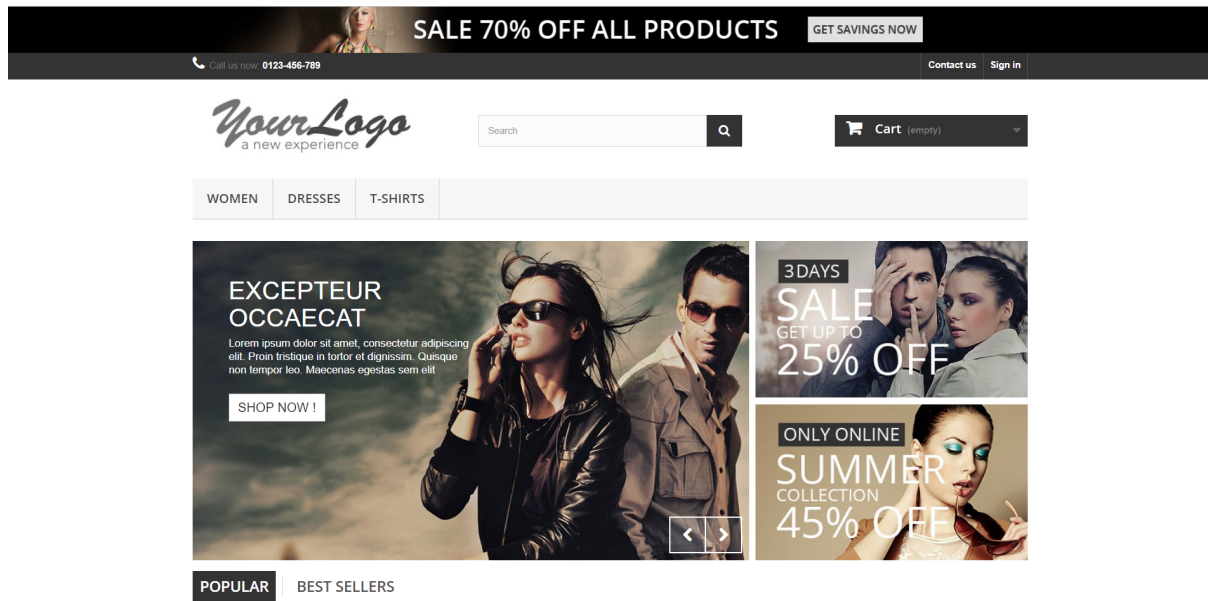 SALE 70% OFF ALL PRODUCTS
GET SAVINGS NOW
Call us now: 0123-456-789
Contact us
Sign in
YourLogo
a new experience
Search
Cart (empty)
WOMEN
DRESSES
T-SHIRTS
EXCEPTEUR
OCCAECAT
Lorem ipsum dolor sit amet, consectetur adipiscing
elit. Proin tristique in tortor et dignissim. Quisque
non tempor leo. Maecenas egestas sem elit
SHOP NOW !
3DAYS
SALE
GET UP TO
25% OFF
ONLY ONLINE
SUMMER
COLLECTION
45% OFF
POPULAR
BEST SELLERS